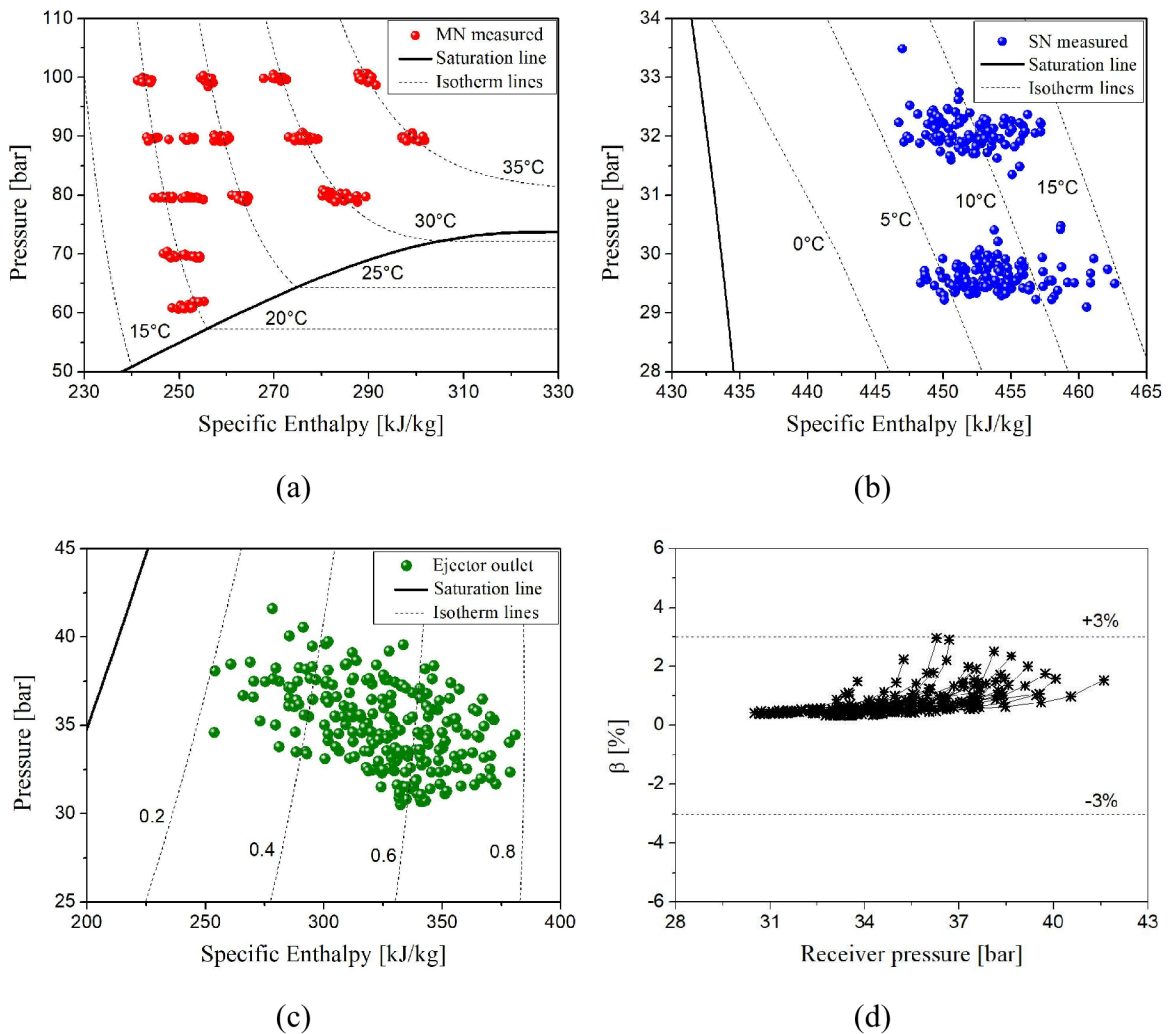 110
100
90
80
70
60
50
230
250
270
290
310
330
Pressure [bar]
Specific Enthalpy [kJ/kg]
MN measured
Saturation line
Isotherm lines
35°C
30°C
25°C
20°C
15°C
(a)
34
33
32
31
30
29
28
430
435
440
445
450
455
460
465
Pressure [bar]
Specific Enthalpy [kJ/kg]
SN measured
Saturation line
Isotherm lines
0°C
5°C
10°C
15°C
(b)
45
40
35
30
25
200
250
300
350
400
Pressure [bar]
Specific Enthalpy [kJ/kg]
Ejector outlet
Saturation line
Isotherm lines
0.2
0.4
0.6
0.8
(c)
6
4
2
0
-2
-4
-6
28
31
34
37
40
43
β [%]
Receiver pressure [bar]
+3%
-3%
(d)